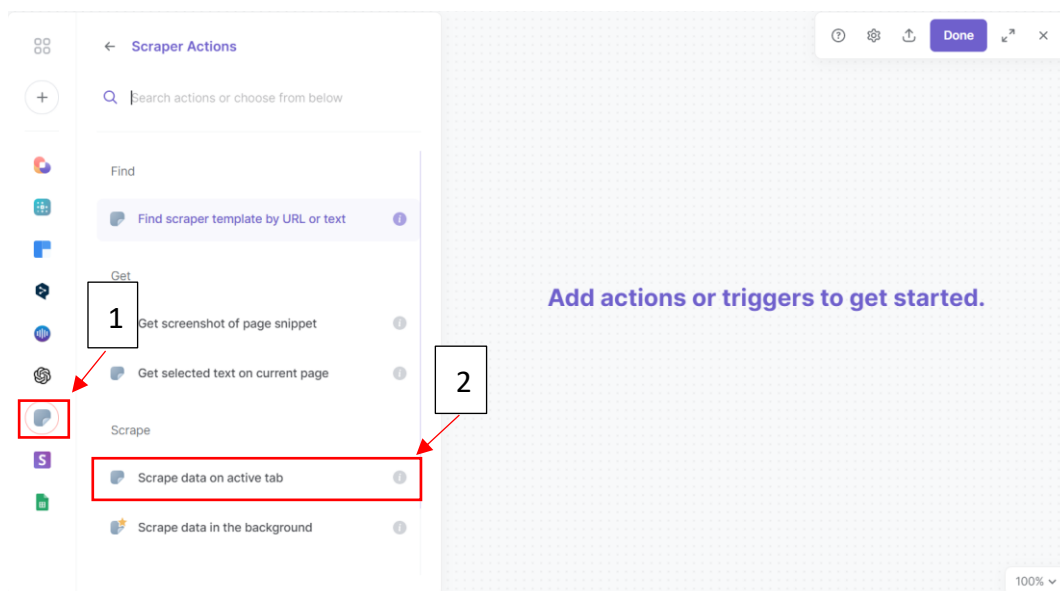 Scraper Actions
Done
Search actions or choose from below
Find
Find scraper template by URL or text
Get
1
Get screenshot of page snippet
Add actions or triggers to get started.
Get selected text on current page
2
Scrape
S
Scrape data on active tab
Scrape data in the background
100%